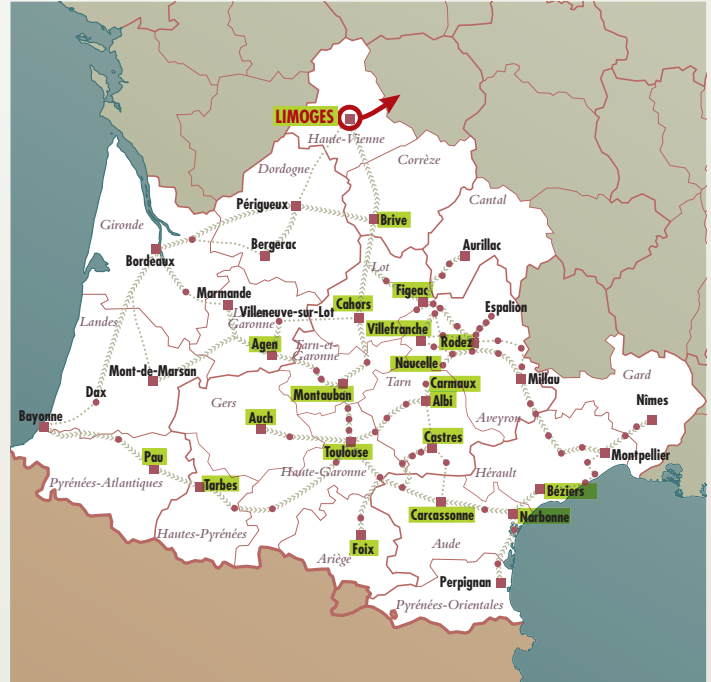 LIMOGES
Haute-Vienne
Corrèze
Dordogne
Cantal
Périgueux
Gironde
Brive
Bergerac
Aurillac
Bordeaux
Lot
Figeac
Marmande
Cahors
Espalion
Villeneuve-sur-Lot
Garonne
Landes
Villefranche
Rodez
Agen
Tarn-et-
Garonne
Naucelle
Mont-de-Marsan
Gard
Millau
Tarn
Carmaux
Dax
Montauban
Albi
Nîmes
Gers
Auch
Aveyron
Bayonne
Castres
Toulouse
Montpellier
Pau
Haute-Garonne
Hérault
Pyrénées-Atlantiques
Tarbes
Béziers
Carcassonne
Narbonne
Hautes-Pyrénées
Foix
Aude
Ariège
Perpignan
Pyrénées-Orientales